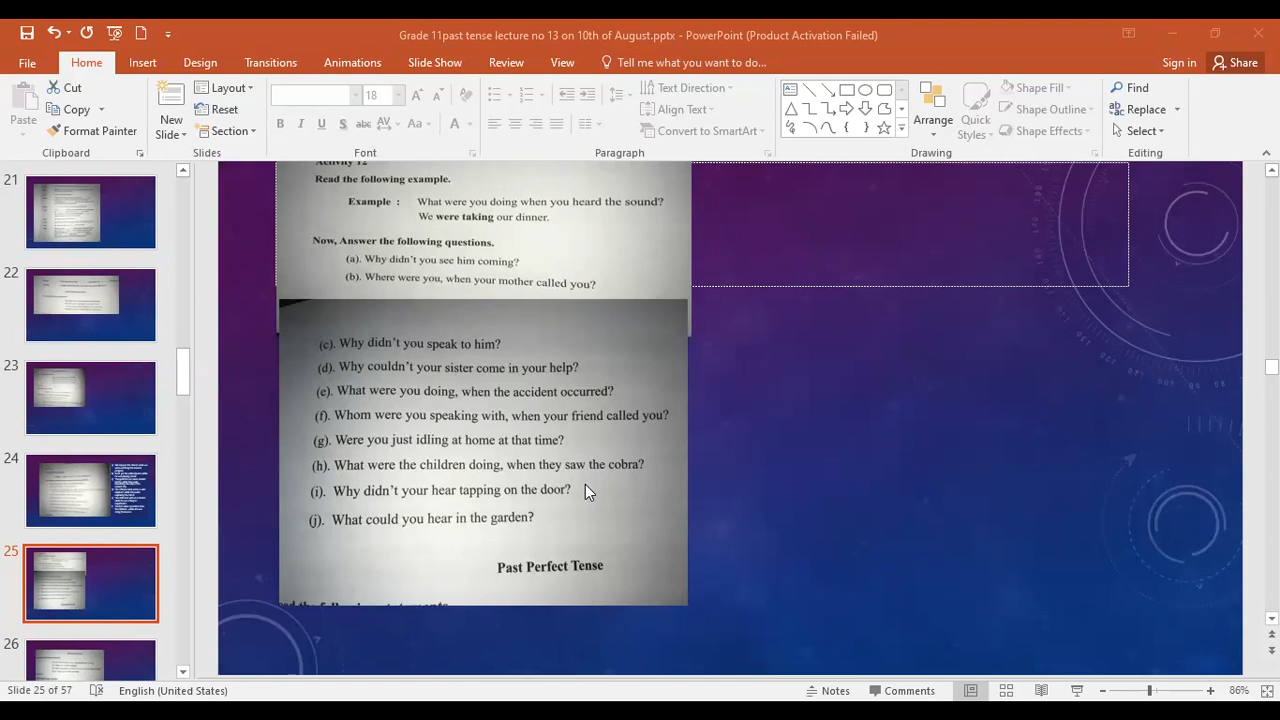 Grade 11past tense lecture no 13 on 10th of August.pptx - PowerPoint (Product Activation Failed)
File Home Insert Design Transitions Animations Slide Show Review View Tell me what you want to do... Sign in Share
Paste
Cut
Copy
Format Painter
Clipboard
New Slide
Layout
Reset
Section
Slides
18
B I U S abc AV Aa A
Font
Text Direction
Align Text
Convert to SmartArt
Paragraph
Arrange
Quick Styles
Shape Fill
Shape Outline
Shape Effects
Drawing
Find
Replace
Select
Editing
21
22
23
24
25
26
Activity 12
Read the following example.
Example : What were you doing when you heard the sound?
We were taking our dinner.
Now, Answer the following questions.
(a). Why didn't you see him coming?
(b). Where were you, when your mother called you?
(c). Why didn't you speak to him?
(d). Why couldn't your sister come in your help?
(e). What were you doing, when the accident occurred?
(f). Whom were you speaking with, when your friend called you?
(g). Were you just idling at home at that time?
(h). What were the children doing, when they saw the cobra?
(i). Why didn't your hear tapping on the door?
(j). What could you hear in the garden?
Past Perfect Tense
the following statements
Slide 25 of 57 English (United States) Notes Comments 86%